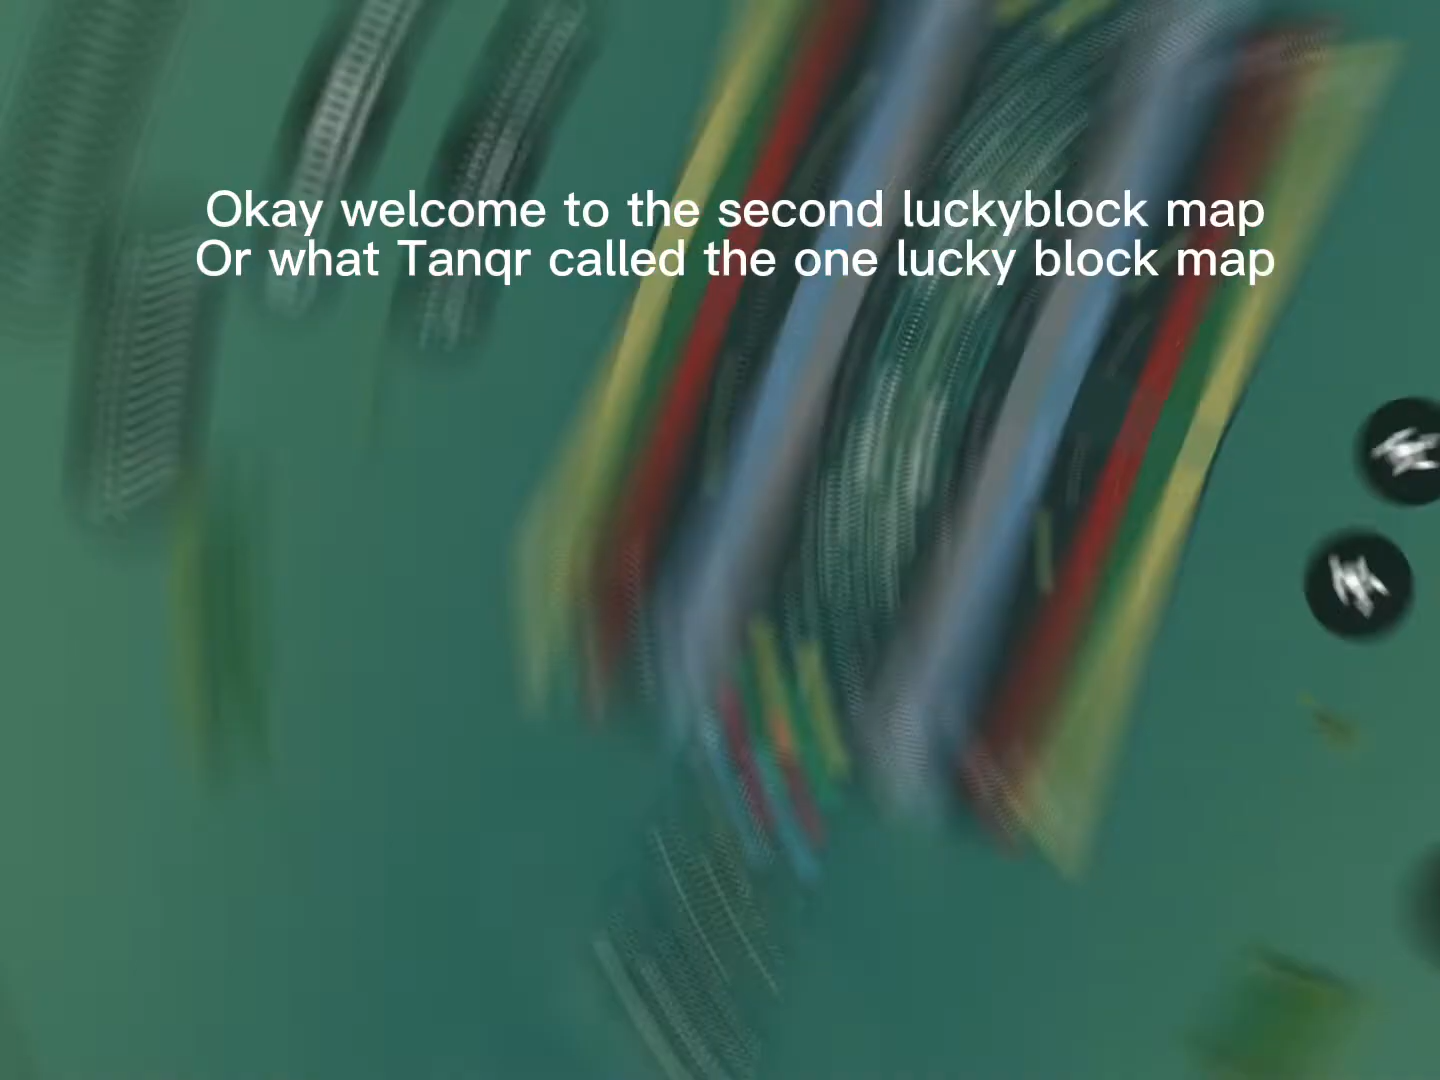 Okay welcome to the second luckyblock map
Or what Tanqr called the one lucky block map